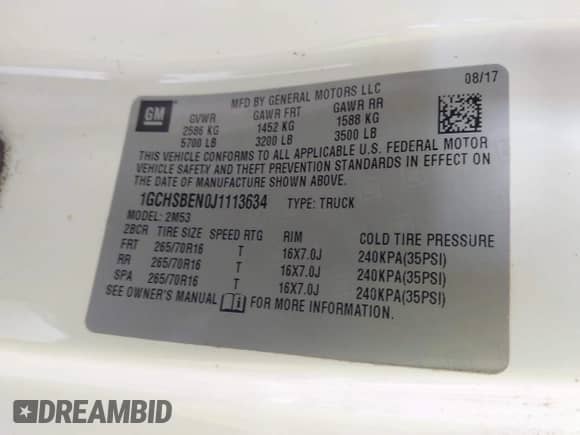 08/17
MFD BY GENERAL MOTORS LLC
GM
GVWR GAWR FRT GAWR RR
2586 KG 1452 KG 1588 KG
5700 LB 3200 LB 3500 LB
THIS VEHICLE CONFORMS TO ALL APPLICABLE U.S. FEDERAL MOTOR
VEHICLE SAFETY AND THEFT PREVENTION STANDARDS IN EFFECT ON
THE DATE OF MANUFACTURE SHOWN ABOVE.
1GCHSBEN0J1113634 TYPE: TRUCK
MODEL: 2M53
2BCR TIRE SIZE SPEED RTG RIM COLD TIRE PRESSURE
FRT 265/70R16 T 16X7.0J 240KPA(35PSI)
RR 265/70R16 T 16X7.0J 240KPA(35PSI)
SPA 265/70R16 T 16X7.0J 240KPA(35PSI)
SEE OWNER'S MANUAL FOR MORE INFORMATION.
DREAMBID